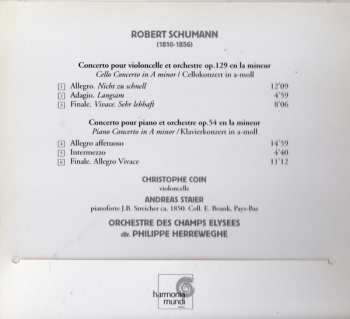 ROBERT SCHUMANN
(1810-1856)
Concerto pour violoncelle et orchestre op.129 en la mineur
Cello Concerto in A minor / Cellokonzert in a-moll
1 Allegro. Nicht zu schnell 12'09
2 Adagio. Langsam 4'59
3 Finale. Vivace. Sehr lebhaft 8'06
Concerto pour piano et orchestre op.54 en la mineur
Piano Concerto in A minor / Klavierkonzert in a-moll
4 Allegro affettuoso 14'59
5 Intermezzo 4'40
6 Finale. Allegro Vivace 11'12
CHRISTOPHE COIN
violoncelle
ANDREAS STAIER
pianoforte J.B. Streicher ca. 1850. Coll. E. Beunk, Pays-Bas
ORCHESTRE DES CHAMPS ELYSEES
dir. PHILIPPE HERREWEGHE
harmonia
mundi